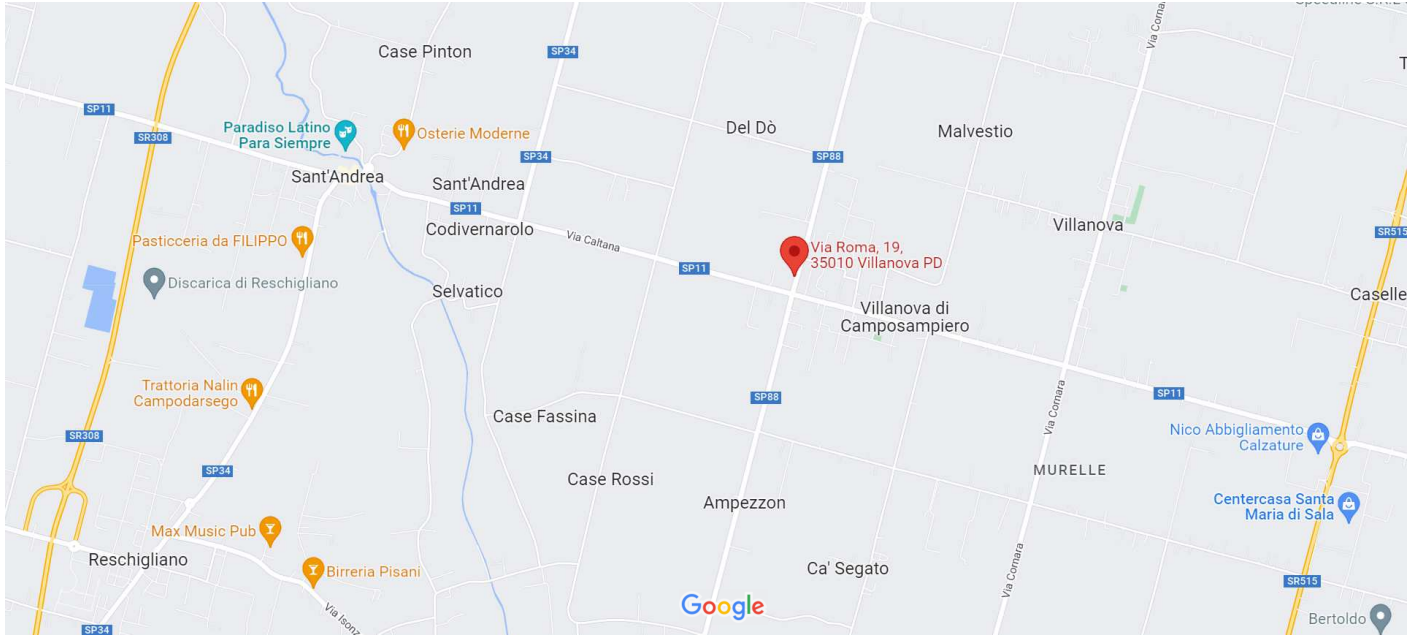 Case Pinton
SP34
Via Cornara
SP11
SR308
Paradiso Latino
Para Siempre
Osterie Moderne
Del Dò
Malvestio
SP34
SP88
Sant'Andrea
Sant'Andrea
SP11
Codivernarolo
Via Caltana
Villanova
SR515
Pasticceria da FILIPPO
Via Roma, 19,
35010 Villanova PD
SP11
Discarica di Reschigliano
Selvatico
Villanova di
Camposampiero
Caselle
Trattoria Nalin
Campodarsego
SP88
SP11
Case Fassina
Via Cornara
Nico Abbigliamento
Calzature
SR308
SP34
Case Rossi
MURELLE
Ampezzon
Centercasa Santa
Maria di Sala
Max Music Pub
Reschigliano
Birreria Pisani
Ca' Segato
Via Cornara
SR515
Google
Via Isonz
Bertoldo
SP34